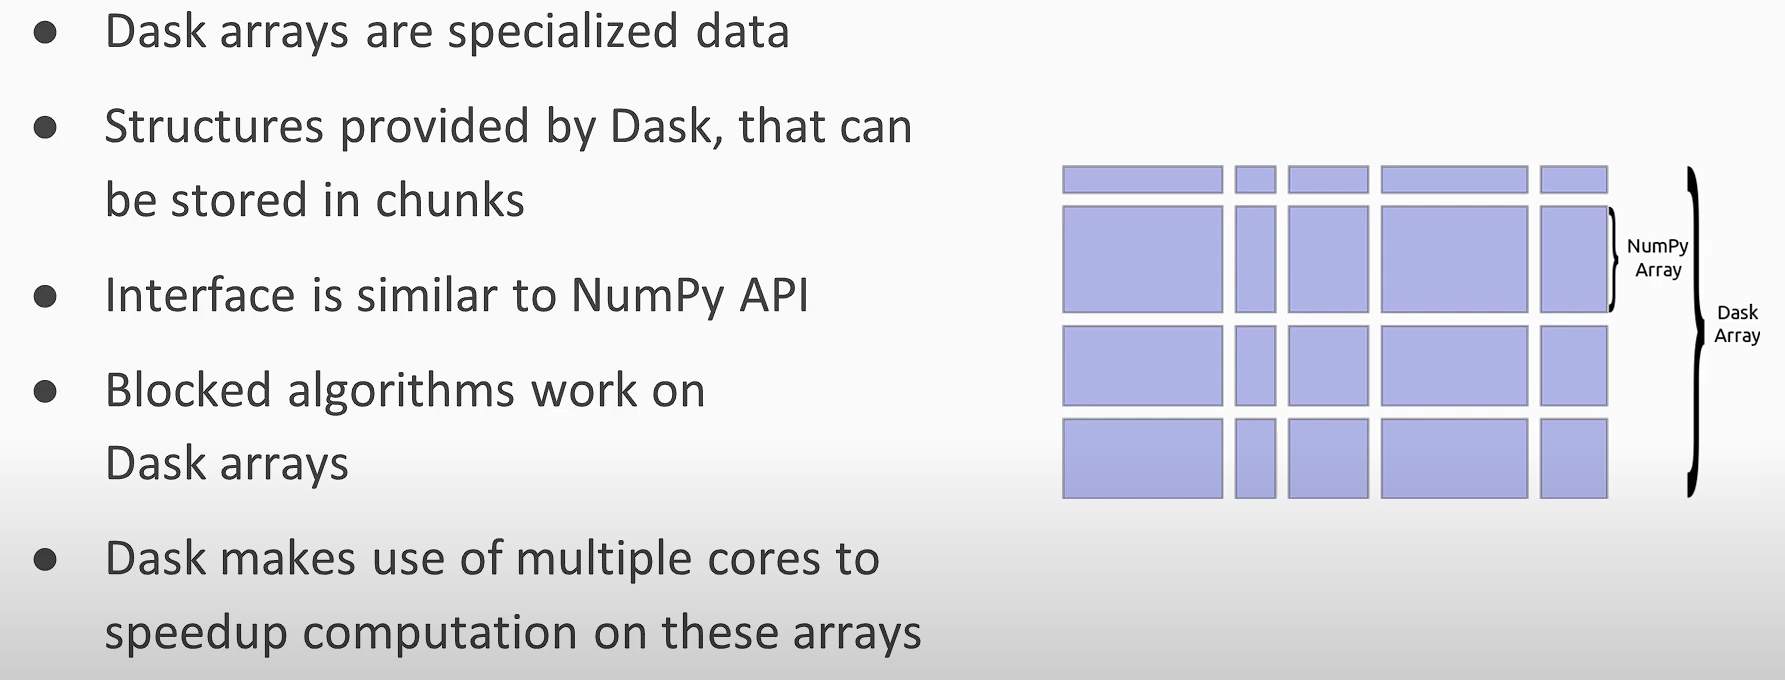 ● Dask arrays are specialized data
● Structures provided by Dask, that can
be stored in chunks
● Interface is similar to NumPy API
● Blocked algorithms work on
Dask arrays
● Dask makes use of multiple cores to
speedup computation on these arrays
NumPy
Array
Dask
Array